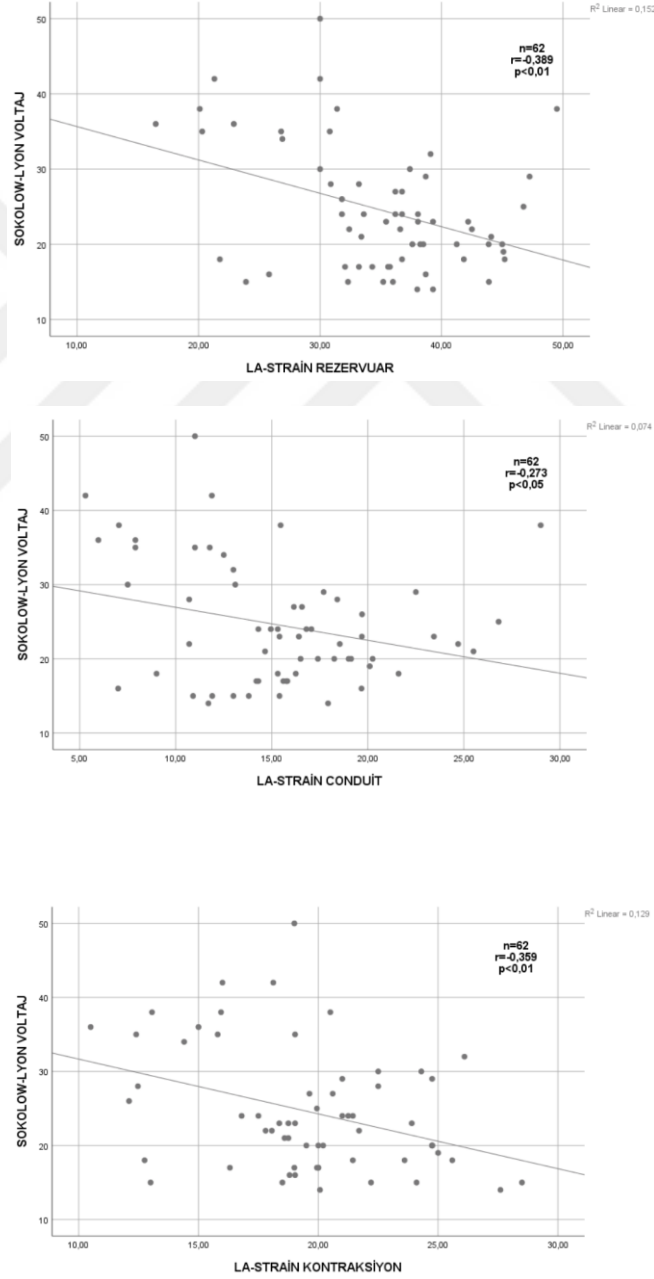 R² Linear = 0,152
n=62
r=-0,389
p<0,01
SOKOLOW-LYON VOLTAJ
50
40
30
20
10
10,00 20,00 30,00 40,00 50,00
LA-STRAİN REZERVUAR
R² Linear = 0,074
n=62
r=-0,273
p<0,05
SOKOLOW-LYON VOLTAJ
50
40
30
20
10
5,00 10,00 15,00 20,00 25,00 30,00
LA-STRAİN CONDUİT
R² Linear = 0,129
n=62
r=-0,359
p<0,01
SOKOLOW-LYON VOLTAJ
50
40
30
20
10
10,00 15,00 20,00 25,00 30,00
LA-STRAİN KONTRAKSİYON